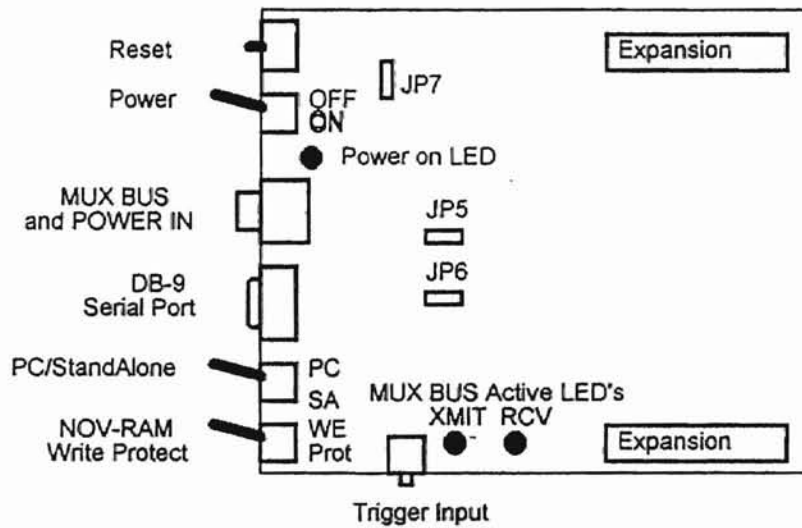 Reset
Expansion
JP7
Power
OFF
ON
Power on LED
MUX BUS
and POWER IN
JP5
DB-9
Serial Port
JP6
PC/StandAlone
PC
SA
MUX BUS Active LED's
XMIT RCV
NOV-RAM
Write Protect
WE
Prot
Expansion
Trigger Input